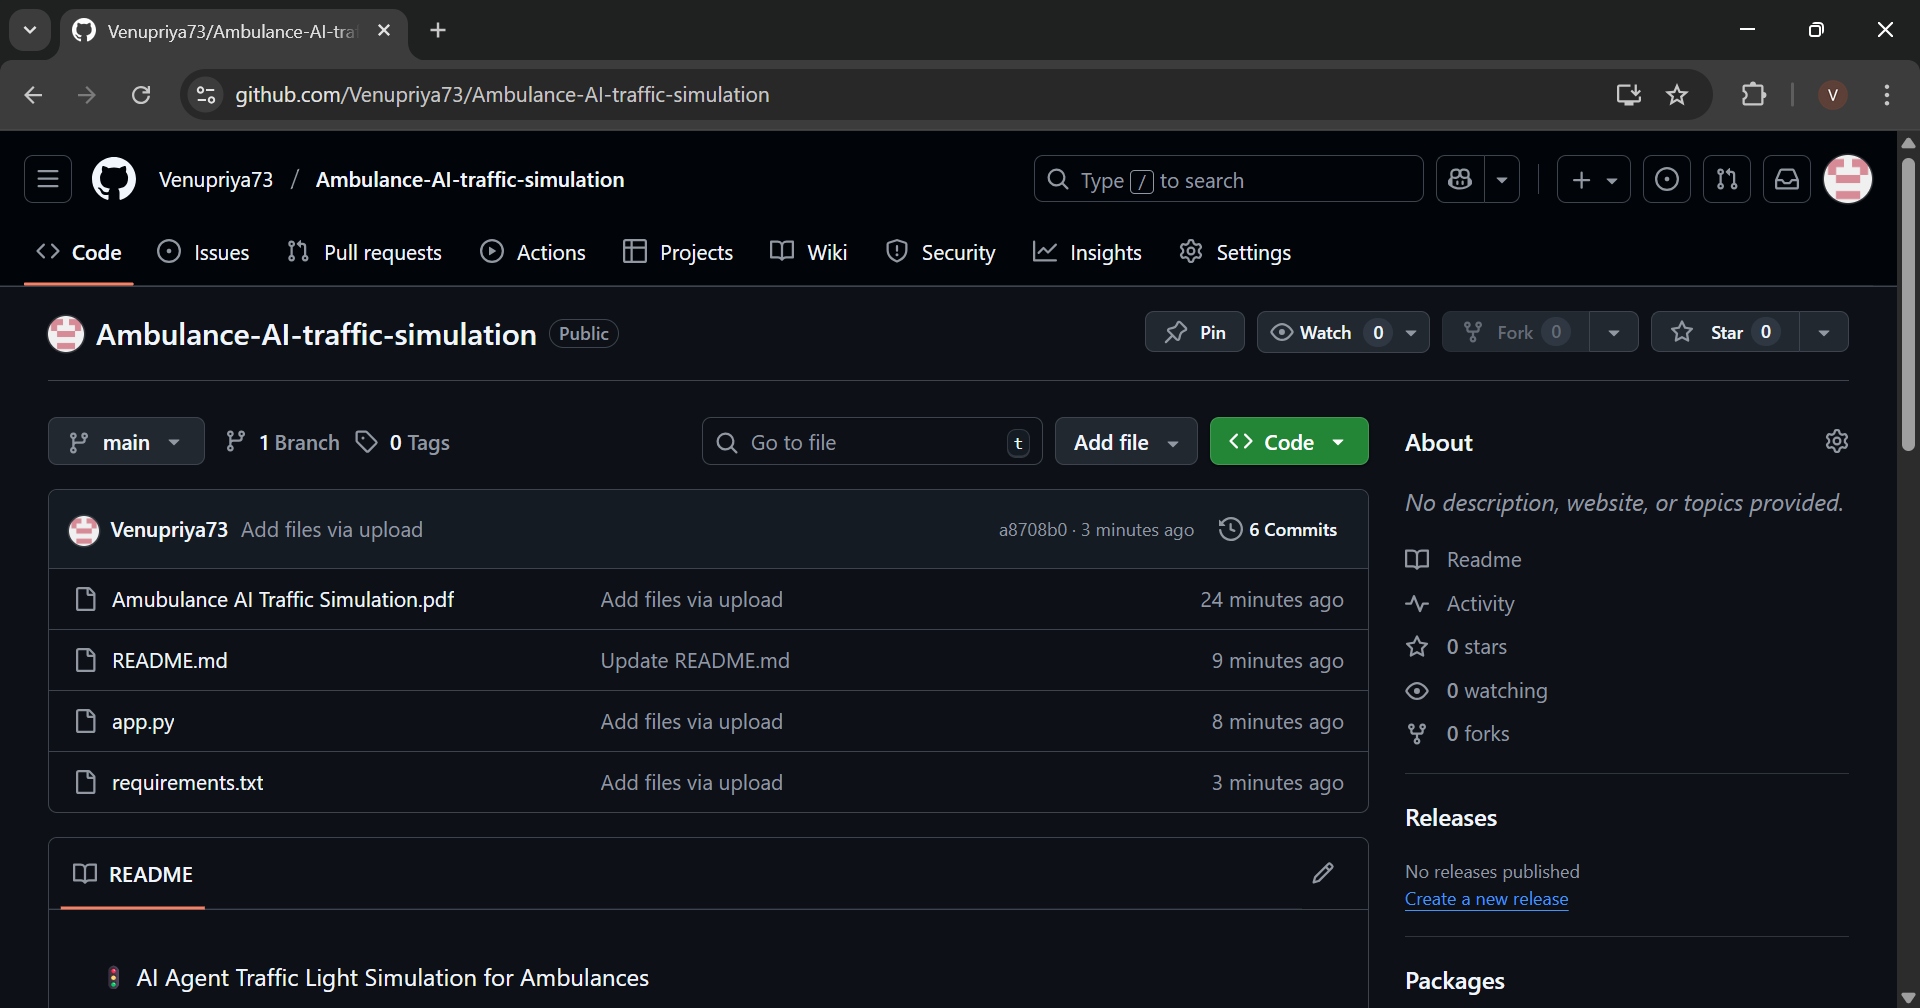 Venupriya73/Ambulance-AI-tra
github.com/Venupriya73/Ambulance-AI-traffic-simulation
V
Venupriya73 / Ambulance-AI-traffic-simulation
Type / to search
Code Issues Pull requests Actions Projects Wiki Security Insights Settings
Ambulance-AI-traffic-simulation Public
Pin Watch 0 Fork 0 Star 0
main 1 Branch 0 Tags Go to file t Add file Code
Venupriya73 Add files via upload a8708b0 · 3 minutes ago 6 Commits
Amubulance AI Traffic Simulation.pdf Add files via upload 24 minutes ago
README.md Update README.md 9 minutes ago
app.py Add files via upload 8 minutes ago
requirements.txt Add files via upload 3 minutes ago
README
AI Agent Traffic Light Simulation for Ambulances
About
No description, website, or topics provided.
Readme
Activity
0 stars
0 watching
0 forks
Releases
No releases published
Create a new release
Packages